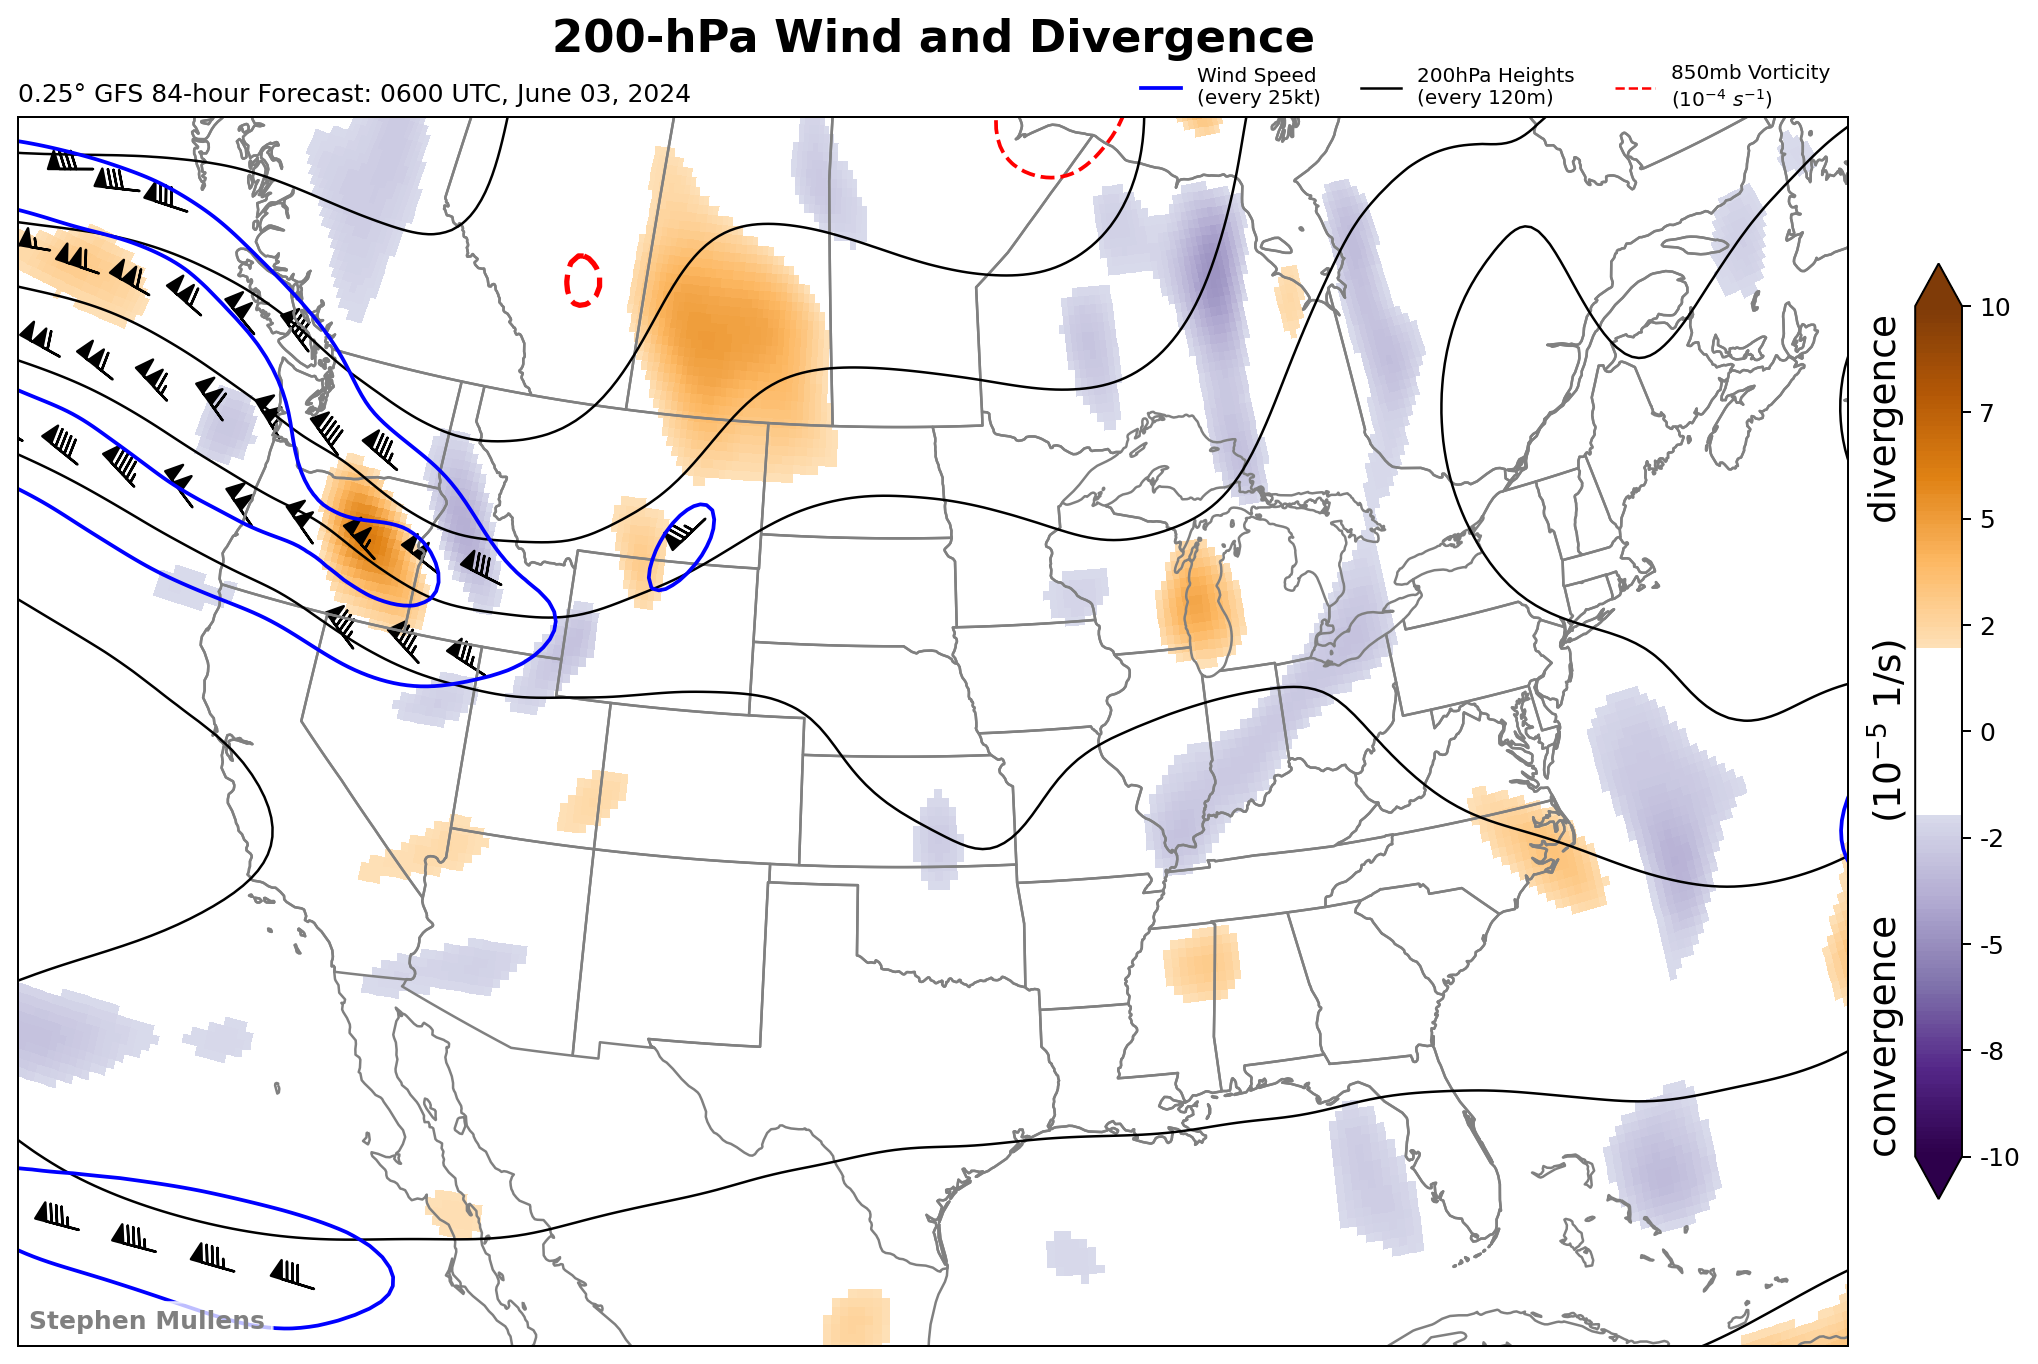 200-hPa Wind and Divergence
0.25° GFS 84-hour Forecast: 0600 UTC, June 03, 2024
Wind Speed
(every 25kt)
200hPa Heights
(every 120m)
850mb Vorticity
(10⁻⁴ s⁻¹)
10
7
5
2
0
-2
-5
-8
-10
convergence (10⁻⁵ 1/s) divergence
Stephen Mullens